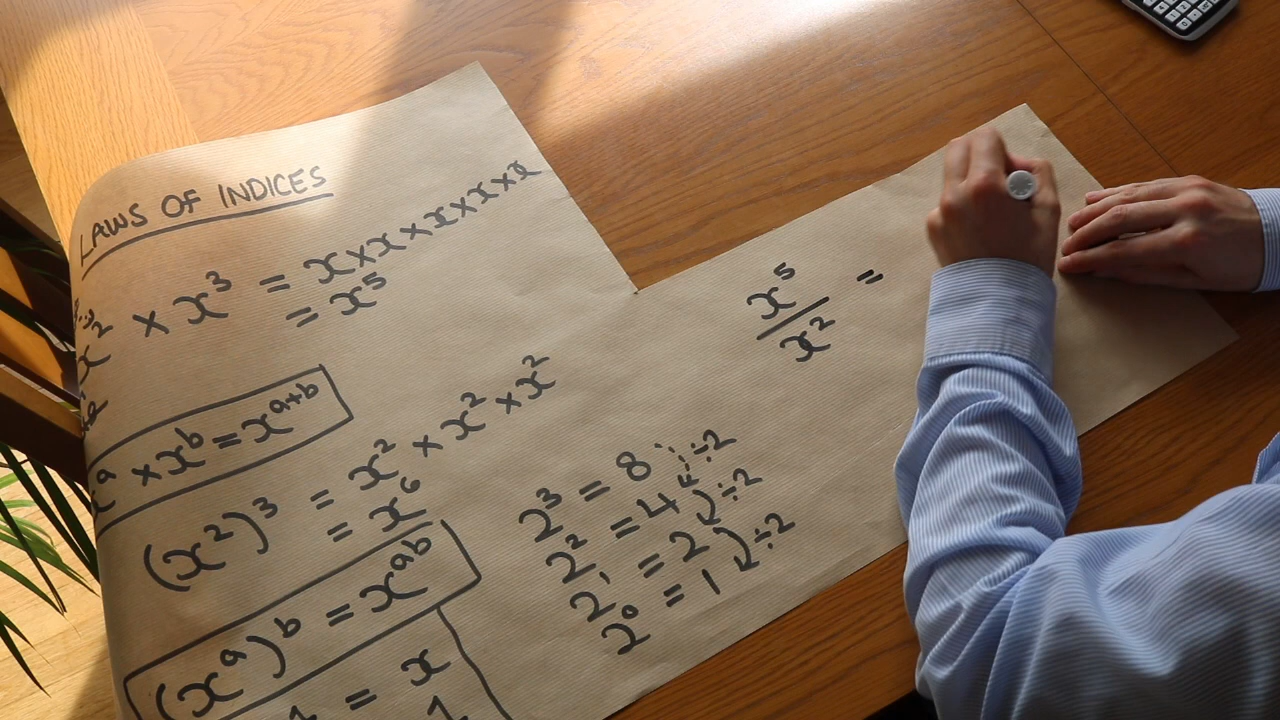 LAWS OF INDICES
x² × x³ = x×x×x×x×x
= x⁵
xᵃ × xᵇ = xᵃ⁺ᵇ
(x²)³ = x² × x² × x²
= x⁶
(xᵃ)ᵇ = xᵃᵇ
= x
1
2³ = 8 ÷2
2² = 4 ÷2
2¹ = 2 ÷2
2⁰ = 1
x⁵/x² =